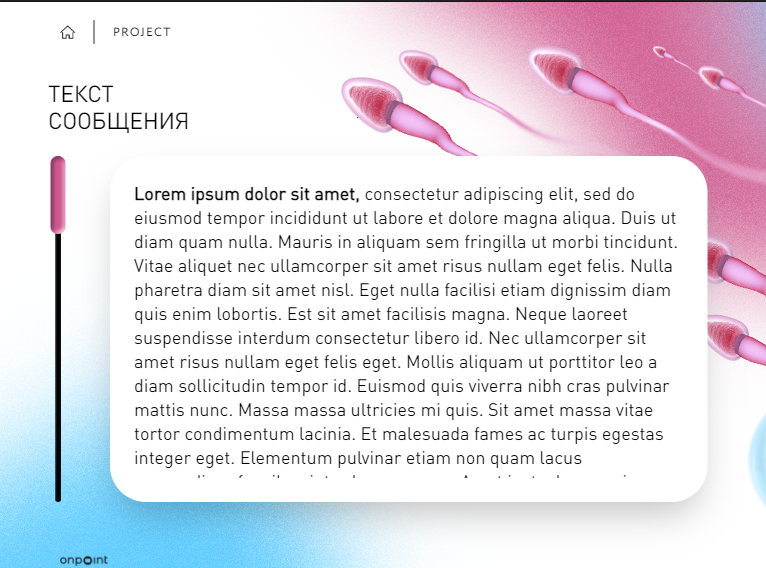 PROJECT
ТЕКСТ
СООБЩЕНИЯ
Lorem ipsum dolor sit amet, consectetur adipiscing elit, sed do
eiusmod tempor incididunt ut labore et dolore magna aliqua. Duis ut
diam quam nulla. Mauris in aliquam sem fringilla ut morbi tincidunt.
Vitae aliquet nec ullamcorper sit amet risus nullam eget felis. Nulla
pharetra diam sit amet nisl. Eget nulla facilisi etiam dignissim diam
quis enim lobortis. Est sit amet facilisis magna. Neque laoreet
suspendisse interdum consectetur libero id. Nec ullamcorper sit
amet risus nullam eget felis eget. Mollis aliquam ut porttitor leo a
diam sollicitudin tempor id. Euismod quis viverra nibh cras pulvinar
mattis nunc. Massa massa ultricies mi quis. Sit amet massa vitae
tortor condimentum lacinia. Et malesuada fames ac turpis egestas
integer eget. Elementum pulvinar etiam non quam lacus
onpoint